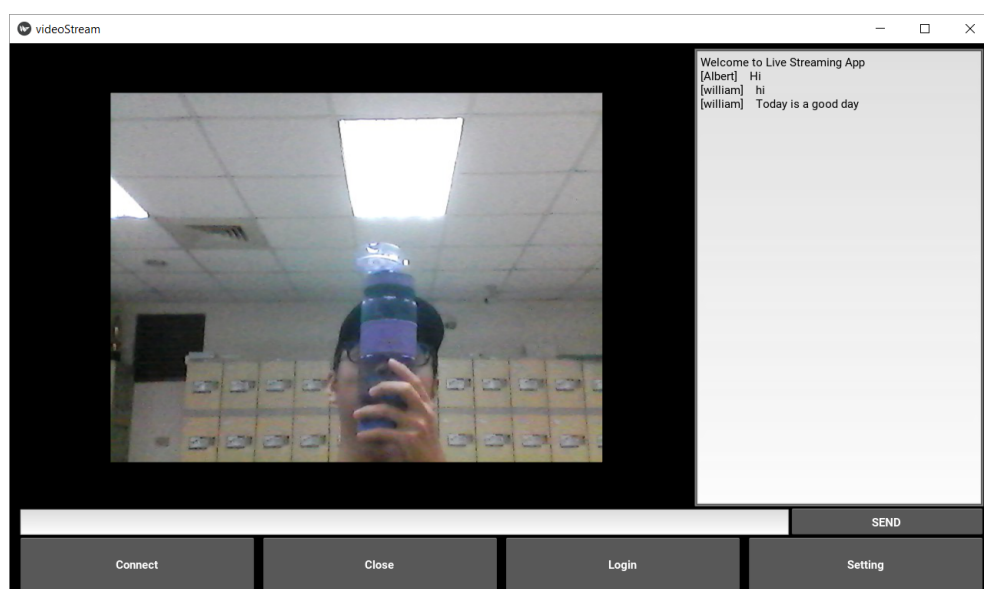 videoStream
Welcome to Live Streaming App
[Albert] Hi
[william] hi
[william] Today is a good day
SEND
Connect
Close
Login
Setting